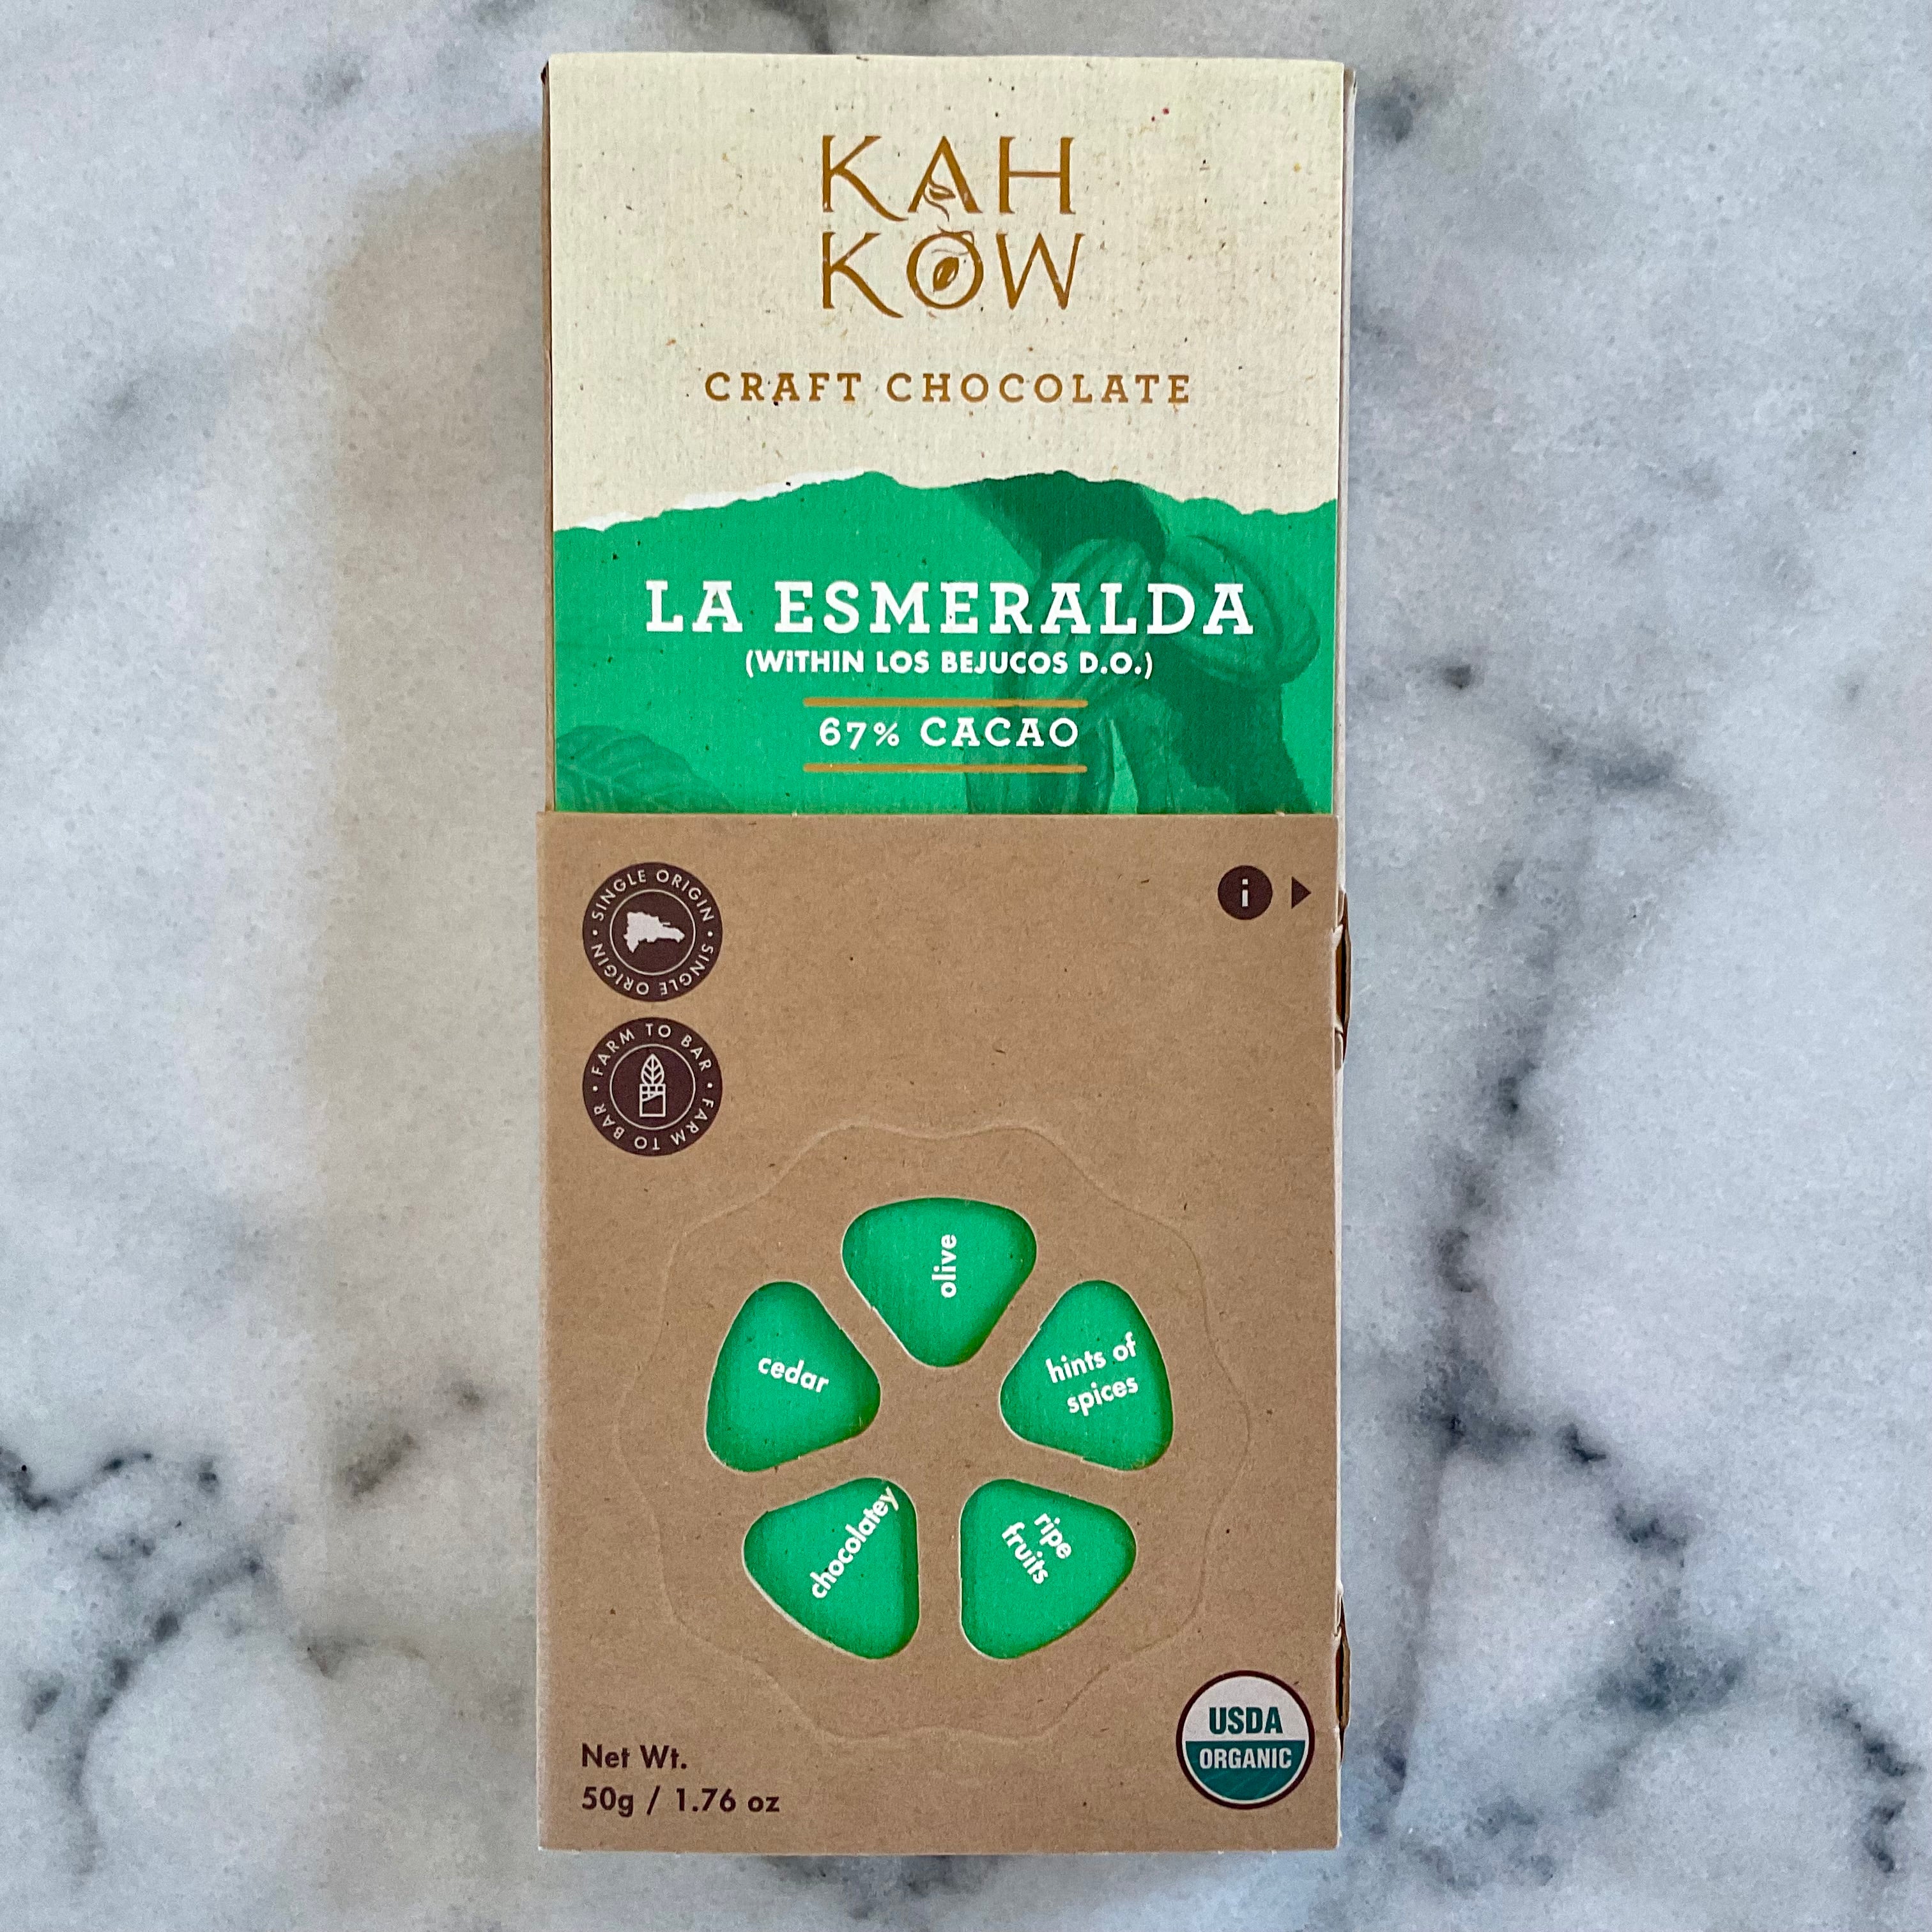 KAH
KOW
CRAFT CHOCOLATE
LA ESMERALDA
(WITHIN LOS BEJUCOS D.O.)
67% CACAO
SINGLE ORIGIN • SINGLE ORIGIN •
i
FARM TO BAR • FARM TO BAR •
olive
cedar
hints of
spices
chocolatey
ripe
fruits
Net Wt.
50g / 1.76 oz
USDA
ORGANIC